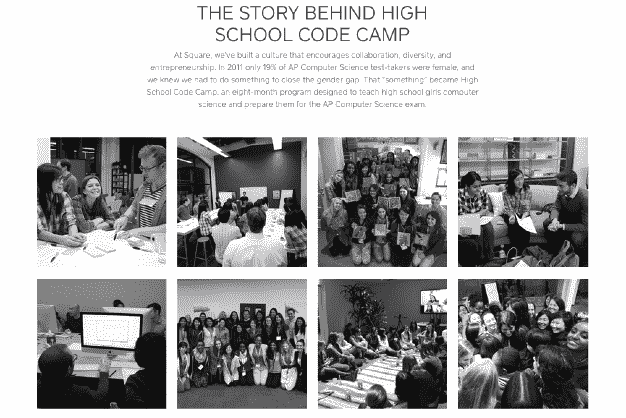 THE STORY BEHIND HIGH
SCHOOL CODE CAMP
At Square, we've built a culture that encourages collaboration, diversity, and
entrepreneurship. In 2011 only 19% of AP Computer Science test-takers were female, and
we knew we had to do something to close the gender gap. That "something" became High
School Code Camp, an eight-month program designed to teach high school girls computer
science and prepare them for the AP Computer Science exam.